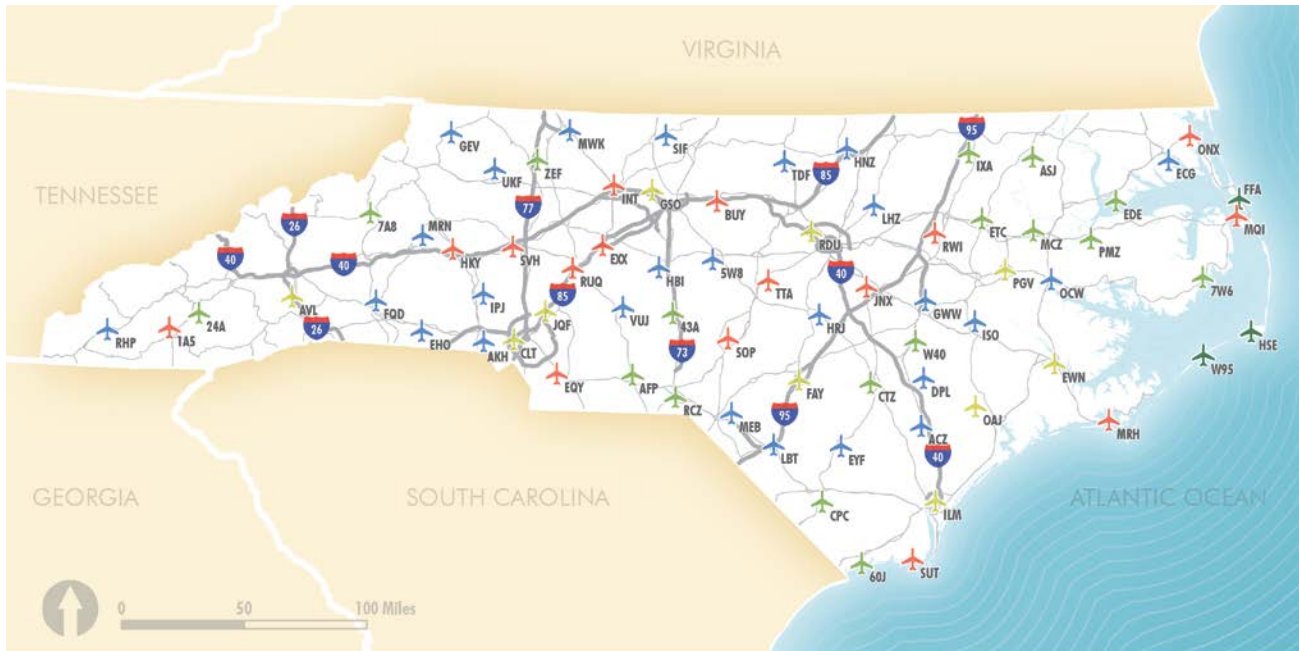 VIRGINIA
TENNESSEE
GEORGIA
SOUTH CAROLINA
ATLANTIC OCEAN
GEV
MWK
SIF
UKF
ZEF
TDF
HNZ
85
95
IXA
ASJ
ONX
ECG
FFA
MQI
EDE
77
INT
GSO
BUY
LHZ
7A8
26
MRN
40
40
HKY
SVH
EXX
RDU
RWI
ETC
MCZ
PMZ
RUQ
HBI
5W8
TTA
40
JNX
PGV
OCW
7W6
AVL
FQD
IPJ
85
JQF
VUJ
43A
HRJ
GWW
ISO
24A
RHP
1A5
26
EHO
AKH
CLT
73
SOP
W40
HSE
W95
EQY
AFP
RCZ
FAY
CTZ
DPL
EWN
OAJ
MEB
95
LBT
EYF
ACZ
40
MRH
CPC
ILM
60J
SUT
0 50 100 Miles